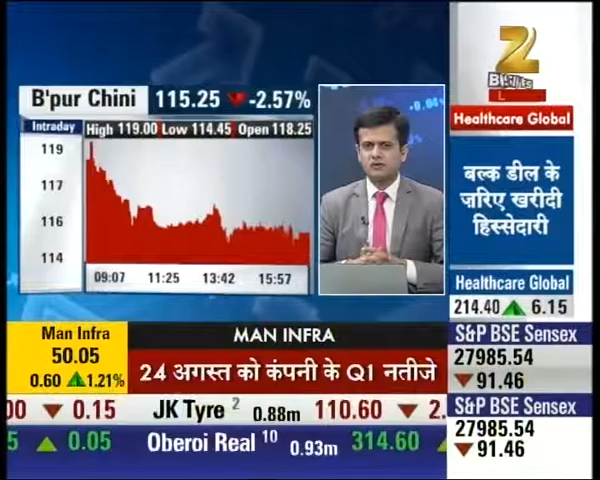 B'pur Chini 115.25 -2.57%
Intraday High 119.00 Low 114.45 Open 118.25
119
117
116
114
09:07 11:25 13:42 15:57
Healthcare Global
बल्क डील के
जरिए खरीदी
हिस्सेदारी
Healthcare Global
214.40 6.15
Man Infra
50.05
0.60 1.21%
MAN INFRA
24 अगस्त को कंपनी के Q1 नतीजे
S&P BSE Sensex
27985.54
91.46
S&P BSE Sensex
27985.54
91.46
00 0.15 JK Tyre 2 0.88m 110.60 2.
5 0.05 Oberoi Real 10 0.93m 314.60